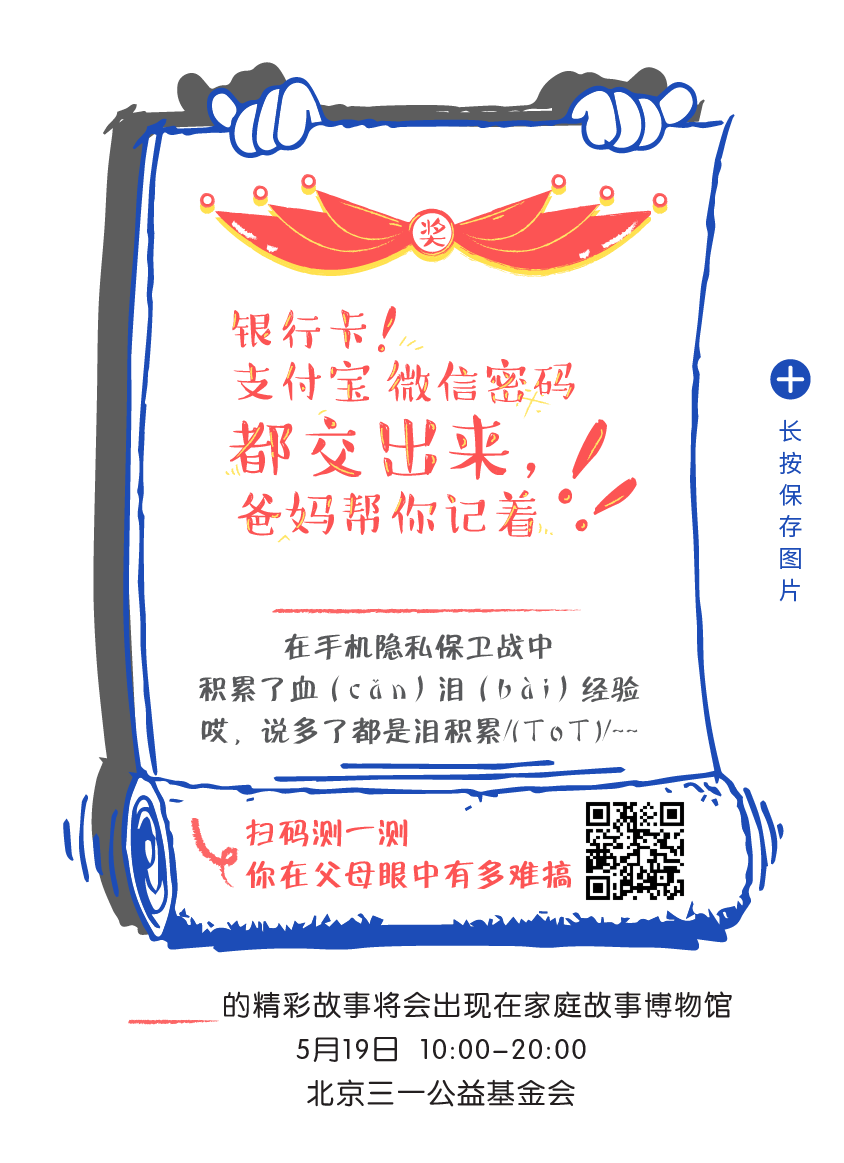 奖
银行卡!
支付宝 微信密码
都交出来,!
爸妈帮你记着!
在手机隐私保卫战中
积累了血(cǎn)泪(bài)经验
哎,说多了都是泪积累/(ToT)/~~
扫码测一测
你在父母眼中有多难搞
长按保存图片
的精彩故事将会出现在家庭故事博物馆
5月19日 10:00-20:00
北京三一公益基金会